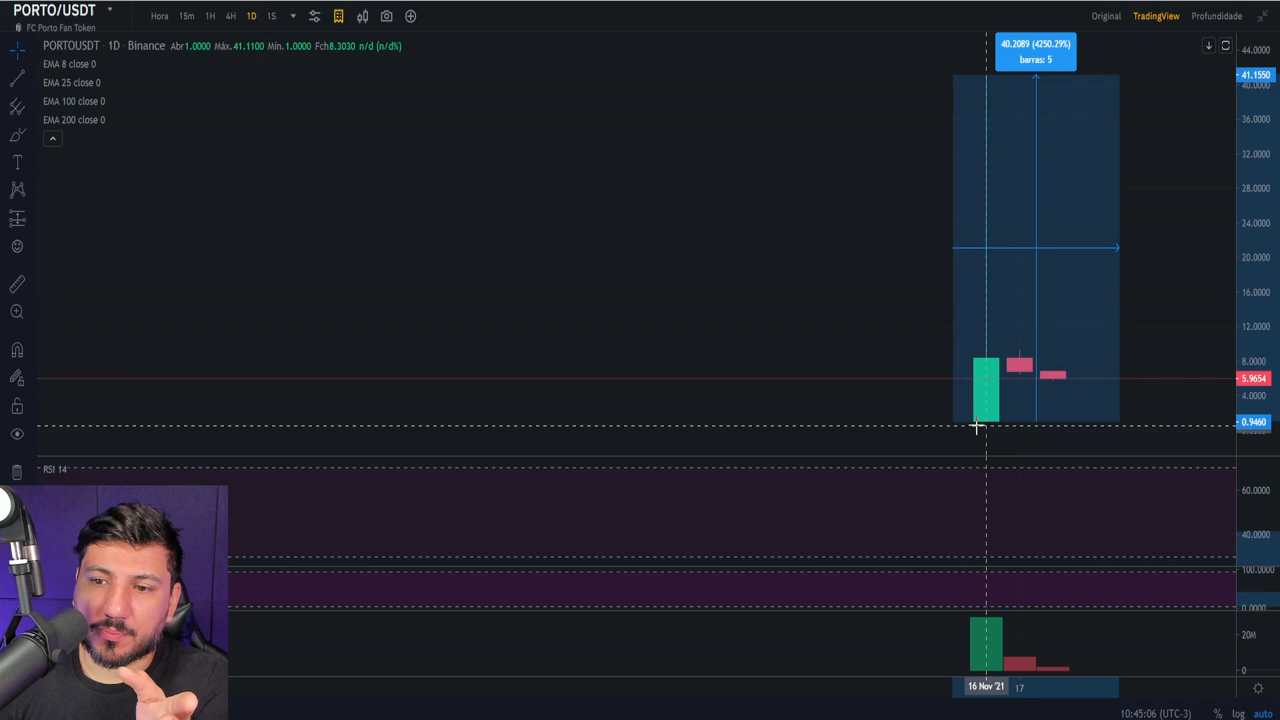 PORTO/USDT
FC Porto Fan Token
Hora 15m 1H 4H 1D 1S
Original TradingView Profundidade
PORTOUSDT · 1D · Binance Abr1.0000 Máx.41.1100 Mín.1.0000 Fch8.3030 n/d (n/d%)
EMA 8 close 0
EMA 25 close 0
EMA 100 close 0
EMA 200 close 0
40.2089 (4250.29%)
barras: 5
44.0000
41.1550
40.0000
36.0000
32.0000
28.0000
24.0000
20.0000
16.0000
12.0000
8.0000
5.9654
4.0000
0.9460
RSI 14
60.0000
40.0000
100.0000
0.0000
20M
0
16 Nov '21 17
10:45:06 (UTC-3) % log auto